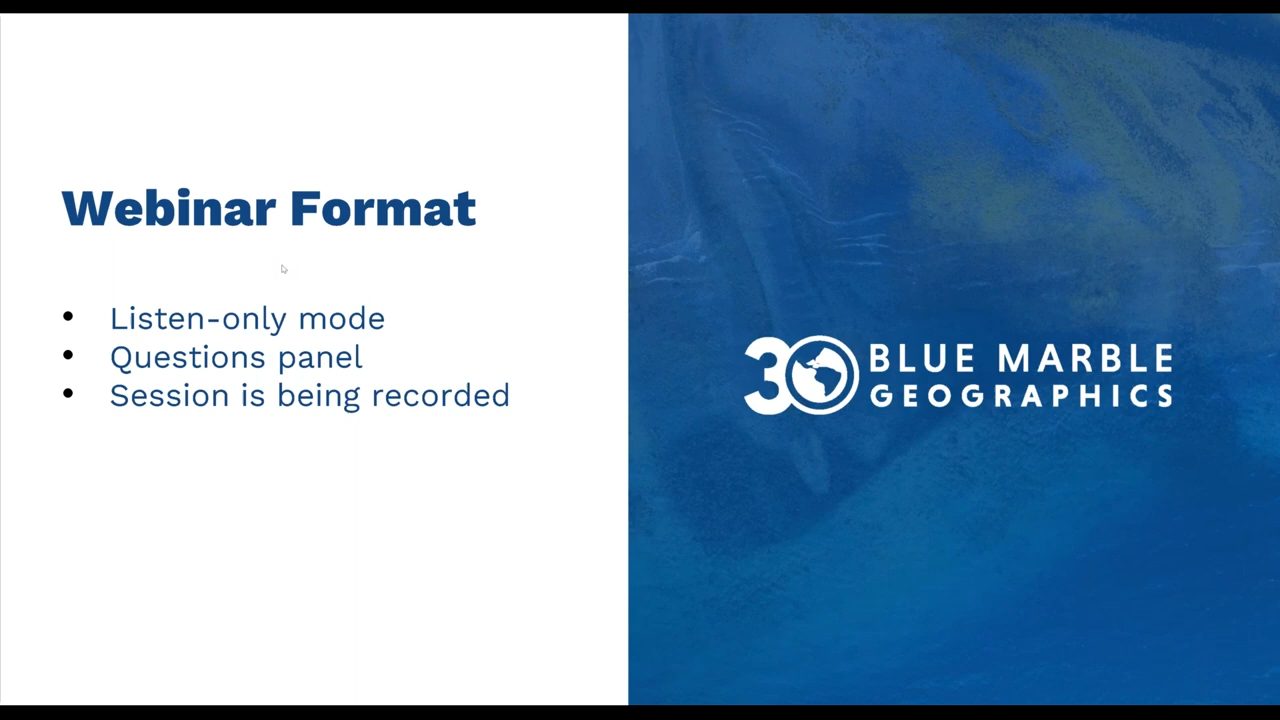 Webinar Format
• Listen-only mode
• Questions panel
• Session is being recorded
30 BLUE MARBLE
GEOGRAPHICS